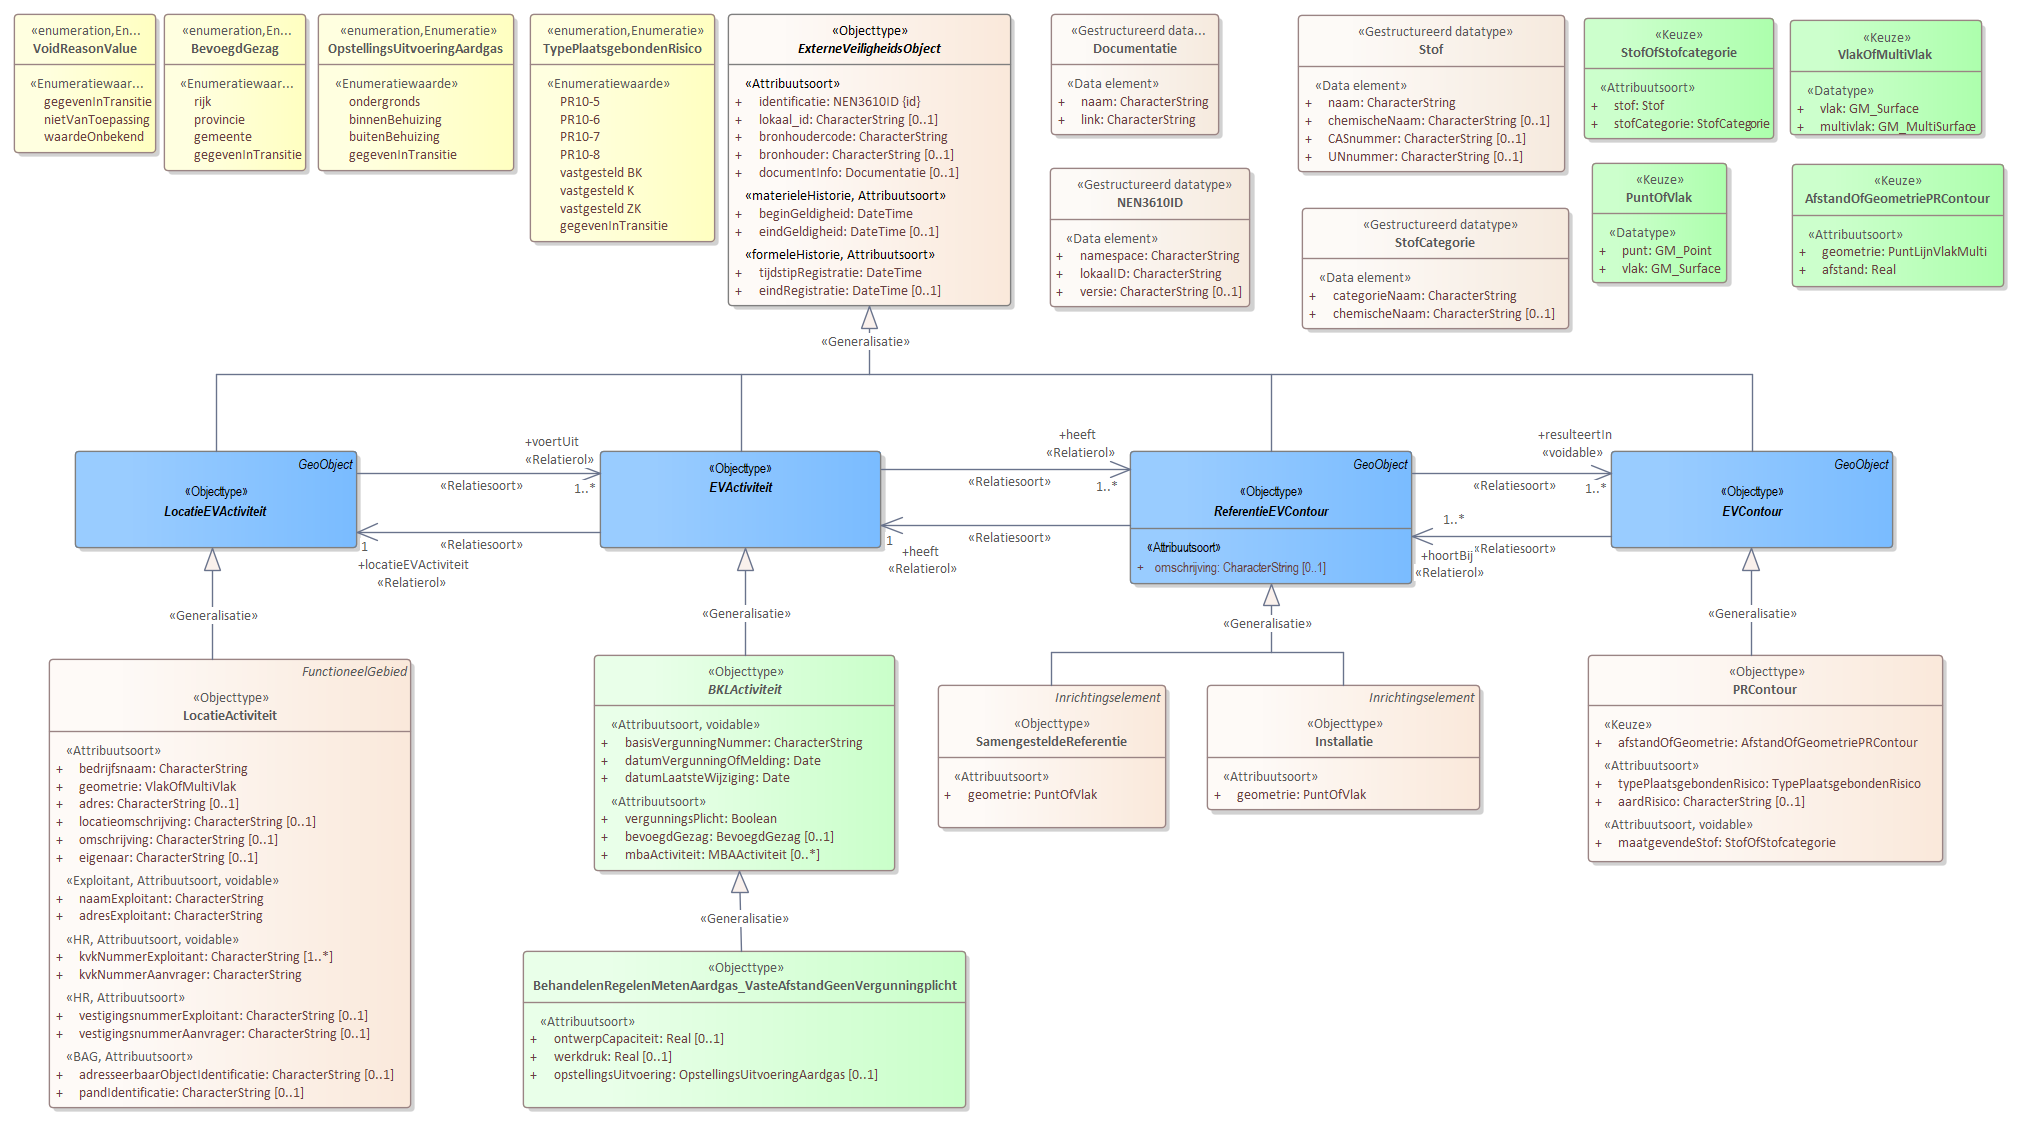 «enumeration,En...
VoidReasonValue
«Enumeratiewaar...
gegevenInTransitie
nietVanToepassing
waardeOnbekend
«enumeration,En...
BevoegdGezag
«Enumeratiewaar...
rijk
provincie
gemeente
gegevenInTransitie
«enumeration,Enumeratie»
OpstellingsUitvoeringAardgas
«Enumeratiewaarde»
ondergronds
binnenBehuizing
buitenBehuizing
gegevenInTransitie
«enumeration,Enumeratie»
TypePlaatsgebondenRisico
«Enumeratiewaarde»
PR10-5
PR10-6
PR10-7
PR10-8
vastgesteld BK
vastgesteld K
vastgesteld ZK
gegevenInTransitie
«Objecttype»
ExterneVeiligheidsObject
«Attribuutsoort»
+ identificatie: NEN3610ID {id}
+ lokaal_id: CharacterString [0..1]
+ bronhoudercode: CharacterString
+ bronhouder: CharacterString [0..1]
+ documentInfo: Documentatie [0..1]
«materieleHistorie, Attribuutsoort»
+ beginGeldigheid: DateTime
+ eindGeldigheid: DateTime [0..1]
«formeleHistorie, Attribuutsoort»
+ tijdstipRegistratie: DateTime
+ eindRegistratie: DateTime [0..1]
«Gestructureerd data...
Documentatie
«Data element»
+ naam: CharacterString
+ link: CharacterString
«Gestructureerd datatype»
NEN3610ID
«Data element»
+ namespace: CharacterString
+ lokaalID: CharacterString
+ versie: CharacterString [0..1]
«Gestructureerd datatype»
Stof
«Data element»
+ naam: CharacterString
+ chemischeNaam: CharacterString [0..1]
+ CASnummer: CharacterString [0..1]
+ UNnummer: CharacterString [0..1]
«Gestructureerd datatype»
StofCategorie
«Data element»
+ categorieNaam: CharacterString
+ chemischeNaam: CharacterString [0..1]
«Keuze»
StofOfStofcategorie
«Attribuutsoort»
+ stof: Stof
+ stofCategorie: StofCategorie
«Keuze»
PuntOfVlak
«Datatype»
+ punt: GM_Point
+ vlak: GM_Surface
«Keuze»
VlakOfMultiVlak
«Datatype»
+ vlak: GM_Surface
+ multivlak: GM_MultiSurface
«Keuze»
AfstandOfGeometriePRContour
«Attribuutsoort»
+ geometrie: PuntLijnVlakMulti
+ afstand: Real
«Generalisatie»
GeoObject
«Objecttype»
LocatieEVActiviteit
+voertUit
«Relatierol»
«Relatiesoort»
1..*
«Relatiesoort»
1
+locatieEVActiviteit
«Relatierol»
«Objecttype»
EVActiviteit
+heeft
«Relatierol»
«Relatiesoort»
1..*
«Relatiesoort»
1
+heeft
«Relatierol»
GeoObject
«Objecttype»
ReferentieEVContour
«Attribuutsoort»
+ omschrijving: CharacterString [0..1]
+resulteertIn
«voidable»
«Relatiesoort»
1..*
1..*
«Relatiesoort»
+hoortBij
«Relatierol»
GeoObject
«Objecttype»
EVContour
«Generalisatie»
«Generalisatie»
«Generalisatie»
«Generalisatie»
FunctioneelGebied
«Objecttype»
LocatieActiviteit
«Attribuutsoort»
+ bedrijfsnaam: CharacterString
+ geometrie: VlakOfMultiVlak
+ adres: CharacterString [0..1]
+ locatieomschrijving: CharacterString [0..1]
+ omschrijving: CharacterString [0..1]
+ eigenaar: CharacterString [0..1]
«Exploitant, Attribuutsoort, voidable»
+ naamExploitant: CharacterString
+ adresExploitant: CharacterString
«HR, Attribuutsoort, voidable»
+ kvkNummerExploitant: CharacterString [1..*]
+ kvkNummerAanvrager: CharacterString
«HR, Attribuutsoort»
+ vestigingsnummerExploitant: CharacterString [0..1]
+ vestigingsnummerAanvrager: CharacterString [0..1]
«BAG, Attribuutsoort»
+ adresseerbaarObjectIdentificatie: CharacterString [0..1]
+ pandIdentificatie: CharacterString [0..1]
«Objecttype»
BKLActiviteit
«Attribuutsoort, voidable»
+ basisVergunningNummer: CharacterString
+ datumVergunningOfMelding: Date
+ datumLaatsteWijziging: Date
«Attribuutsoort»
+ vergunningsPlicht: Boolean
+ bevoegdGezag: BevoegdGezag [0..1]
+ mbaActiviteit: MBAActiviteit [0..*]
«Generalisatie»
«Objecttype»
BehandelenRegelenMetenAardgas_VasteAfstandGeenVergunningplicht
«Attribuutsoort»
+ ontwerpCapaciteit: Real [0..1]
+ werkdruk: Real [0..1]
+ opstellingsUitvoering: OpstellingsUitvoeringAardgas [0..1]
Inrichtingselement
«Objecttype»
SamengesteldeReferentie
«Attribuutsoort»
+ geometrie: PuntOfVlak
Inrichtingselement
«Objecttype»
Installatie
«Attribuutsoort»
+ geometrie: PuntOfVlak
«Objecttype»
PRContour
«Keuze»
+ afstandOfGeometrie: AfstandOfGeometriePRContour
«Attribuutsoort»
+ typePlaatsgebondenRisico: TypePlaatsgebondenRisico
+ aardRisico: CharacterString [0..1]
«Attribuutsoort, voidable»
+ maatgevendeStof: StofOfStofcategorie